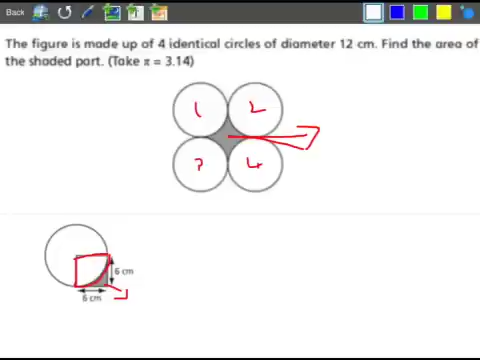 Back
The figure is made up of 4 identical circles of diameter 12 cm. Find the area of
the shaded part. (Take π = 3.14)
1 2
3 4
6 cm
6 cm